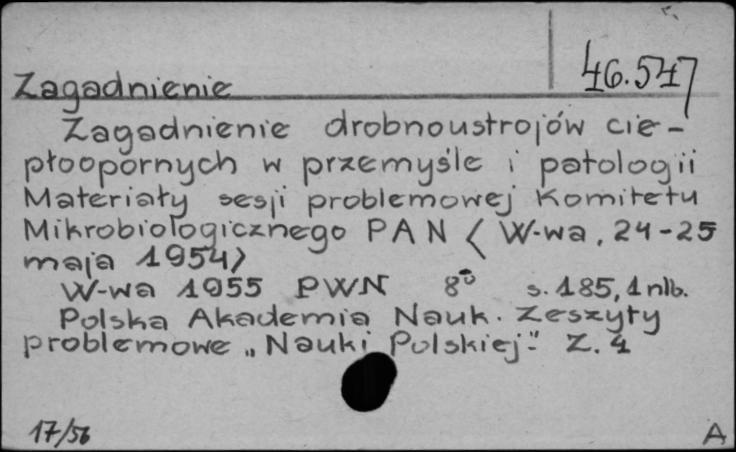 46.547
Zagadnienie
Zagadnienie drobnoustrojów cie-
płoopornych w przemyśle i patologii
Materiały sesji problemowej Komitetu
Mikrobiologicznego PAN < W-wa, 24-25
maja 1954>
W-wa 1955 PWN 8° s. 185, 1 nlb.
Polska Akademia Nauk. Zeszyty
problemowe „Nauki Polskiej." Z. 4
17/56
A